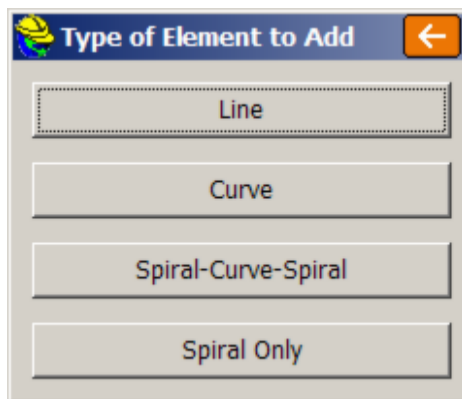 Type of Element to Add
Line
Curve
Spiral-Curve-Spiral
Spiral Only